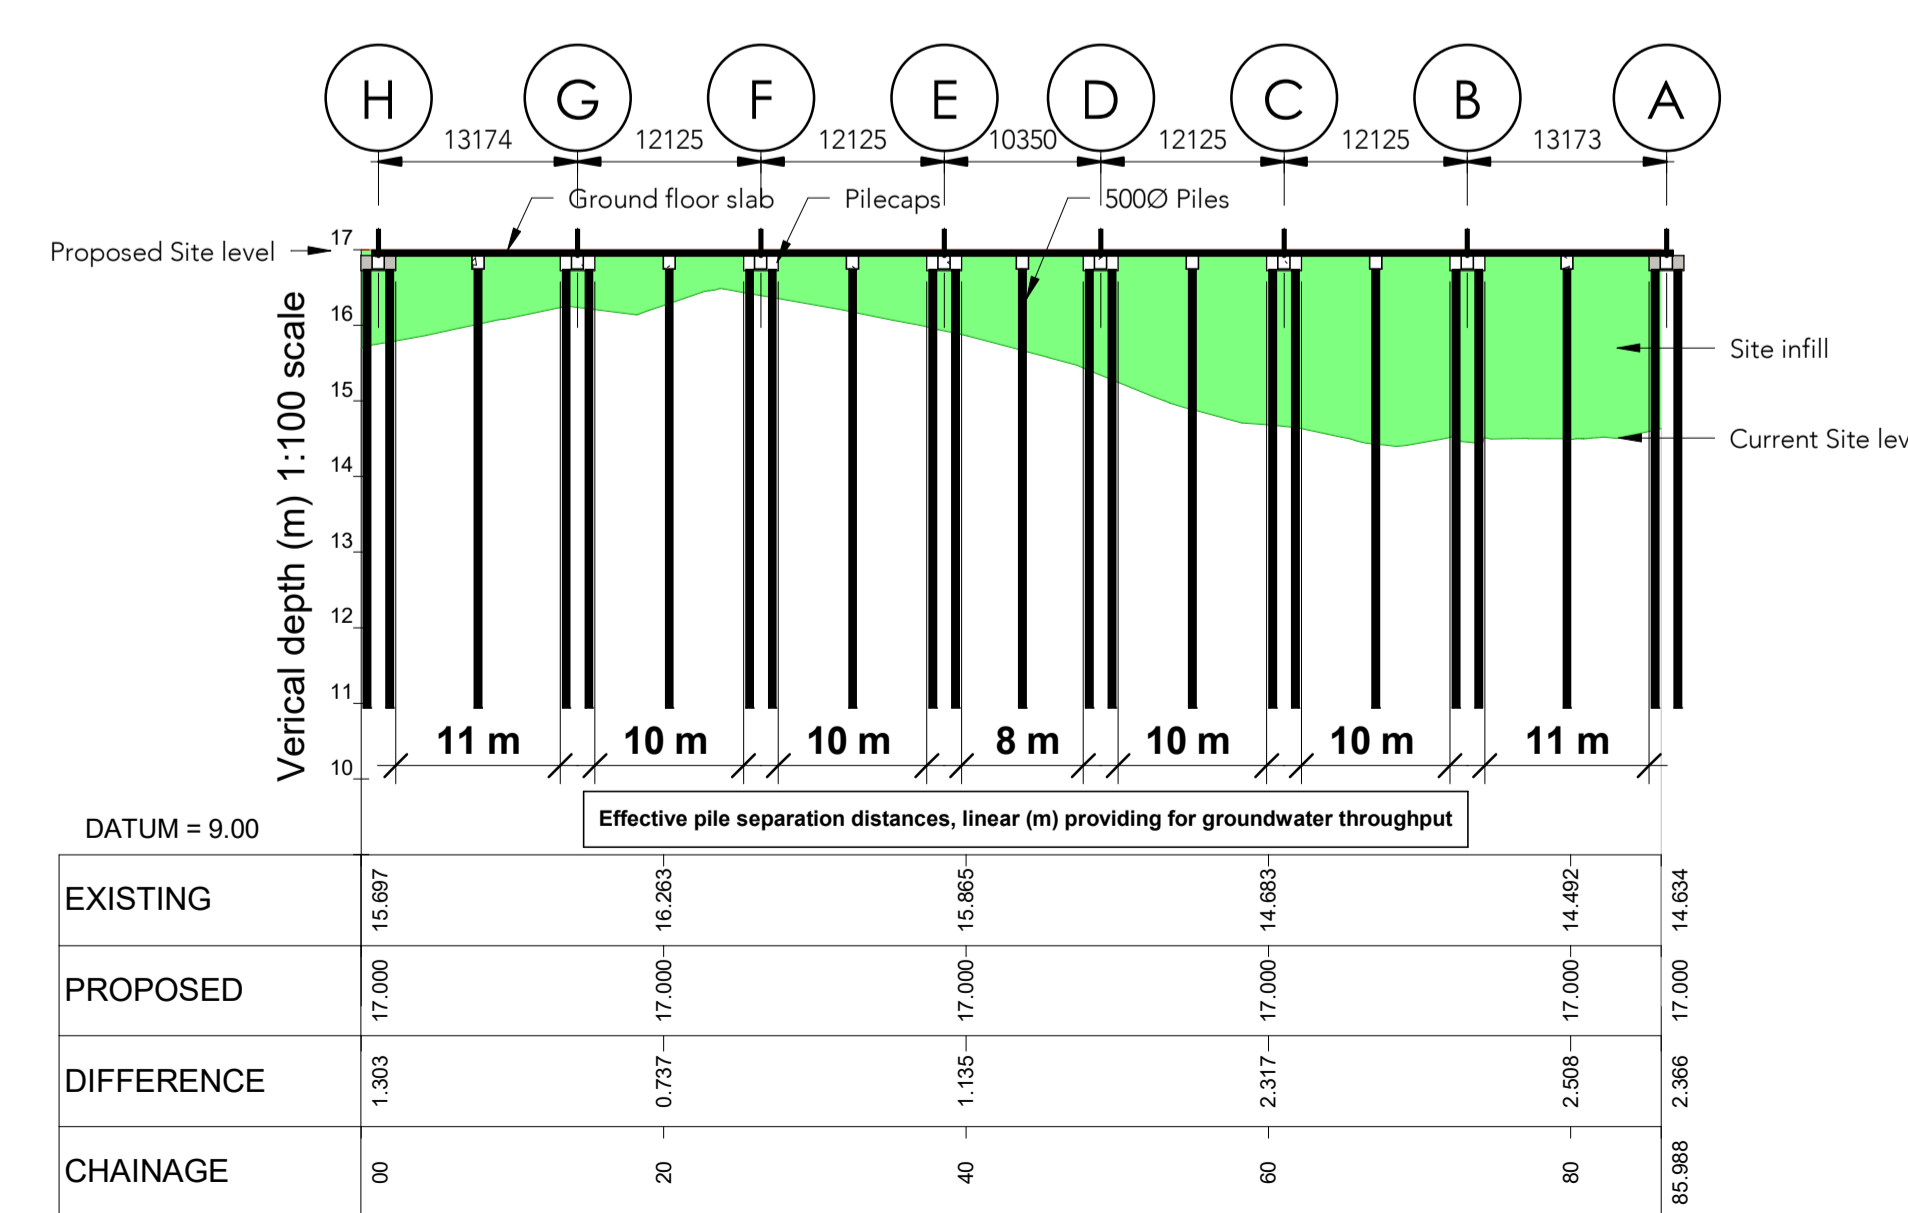 H G F E D C B A
13174 12125 12125 10350 12125 12125 13173
Ground floor slab Pilecaps 500Ø Piles
Proposed Site level
17
16
15
14
13
12
11
10
Verical depth (m) 1:100 scale
Site infill
Current Site lev
11 m 10 m 10 m 8 m 10 m 10 m 11 m
Effective pile separation distances, linear (m) providing for groundwater throughput
DATUM = 9.00
EXISTING 15.697 16.263 15.865 14.683 14.492 14.634
PROPOSED 17.000 17.000 17.000 17.000 17.000 17.000
DIFFERENCE 1.303 0.737 1.135 2.317 2.508 2.366
CHAINAGE 00 20 40 60 80 85.988